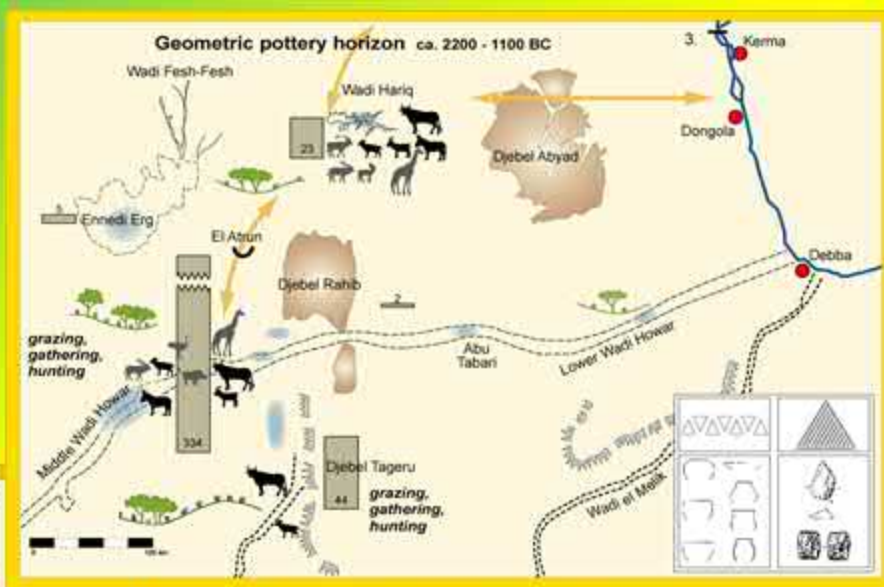 Geometric pottery horizon ca. 2200 - 1100 BC
3.
Kerma
Wadi Fesh-Fesh
Wadi Hariq
23
Dongola
Djebel Abyad
Ennedi Erg
El Atrun
Debba
Djebel Rahib
2
grazing,
gathering,
hunting
Abu
Tabari
Lower Wadi Howar
Middle Wadi Howar
334
Djebel Tageru
44
grazing,
gathering,
hunting
Wadi el Melik
0